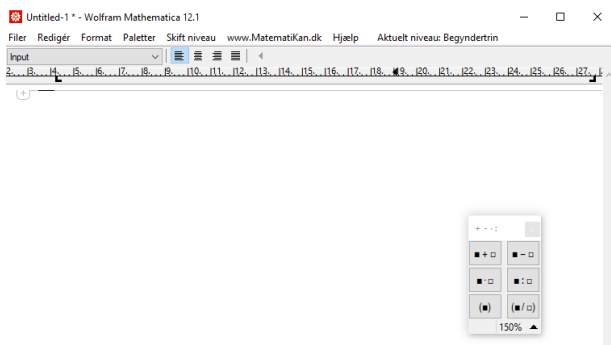 Untitled-1 * - Wolfram Mathematica 12.1
Filer Redigér Format Paletter Skift niveau www.MatematiKan.dk Hjælp Aktuelt niveau: Begyndertrin
Input
2. |3. |4. |5. |6. |7. |8. |9. |10. |11. |12. |13. |14. |15. |16. |17. |18. |19. |20. |21. |22. |23. |24. |25. |26. |27.
+ - · :
■ + □ ■ - □
■ · □ ■ : □
(■) (■ / □)
150%